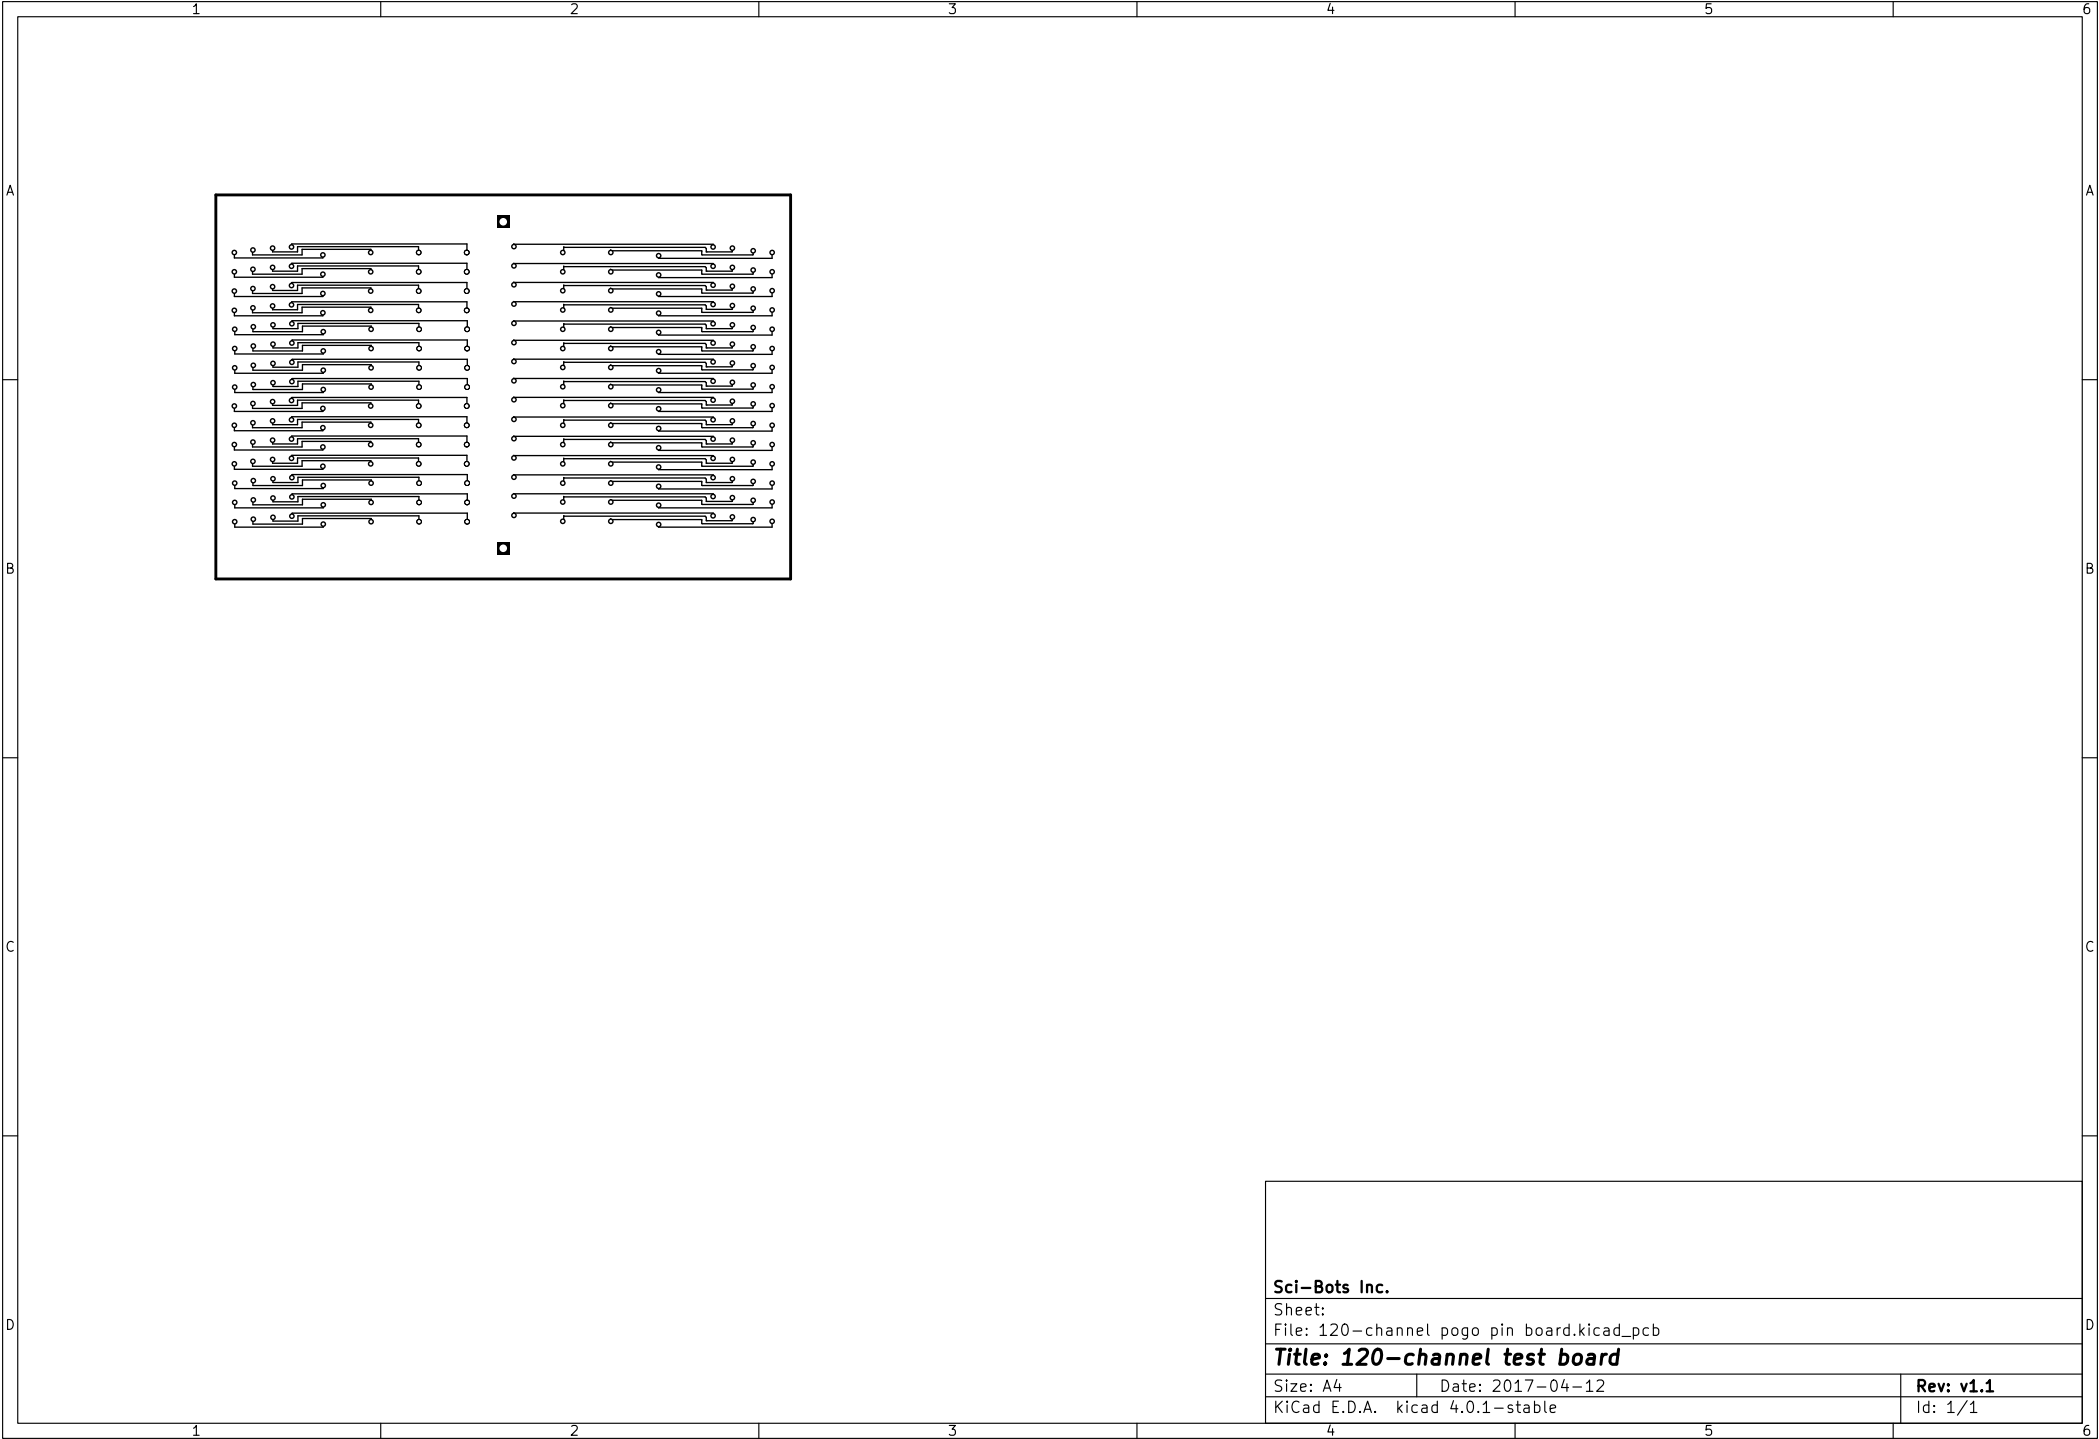 1 2 3 4 5 6
A A
B B
C C
Sci-Bots Inc.
Sheet:
File: 120-channel pogo pin board.kicad_pcb
D D
Title: 120-channel test board
Size: A4 Date: 2017-04-12 Rev: v1.1
KiCad E.D.A. kicad 4.0.1-stable Id: 1/1
1 2 3 4 5 6